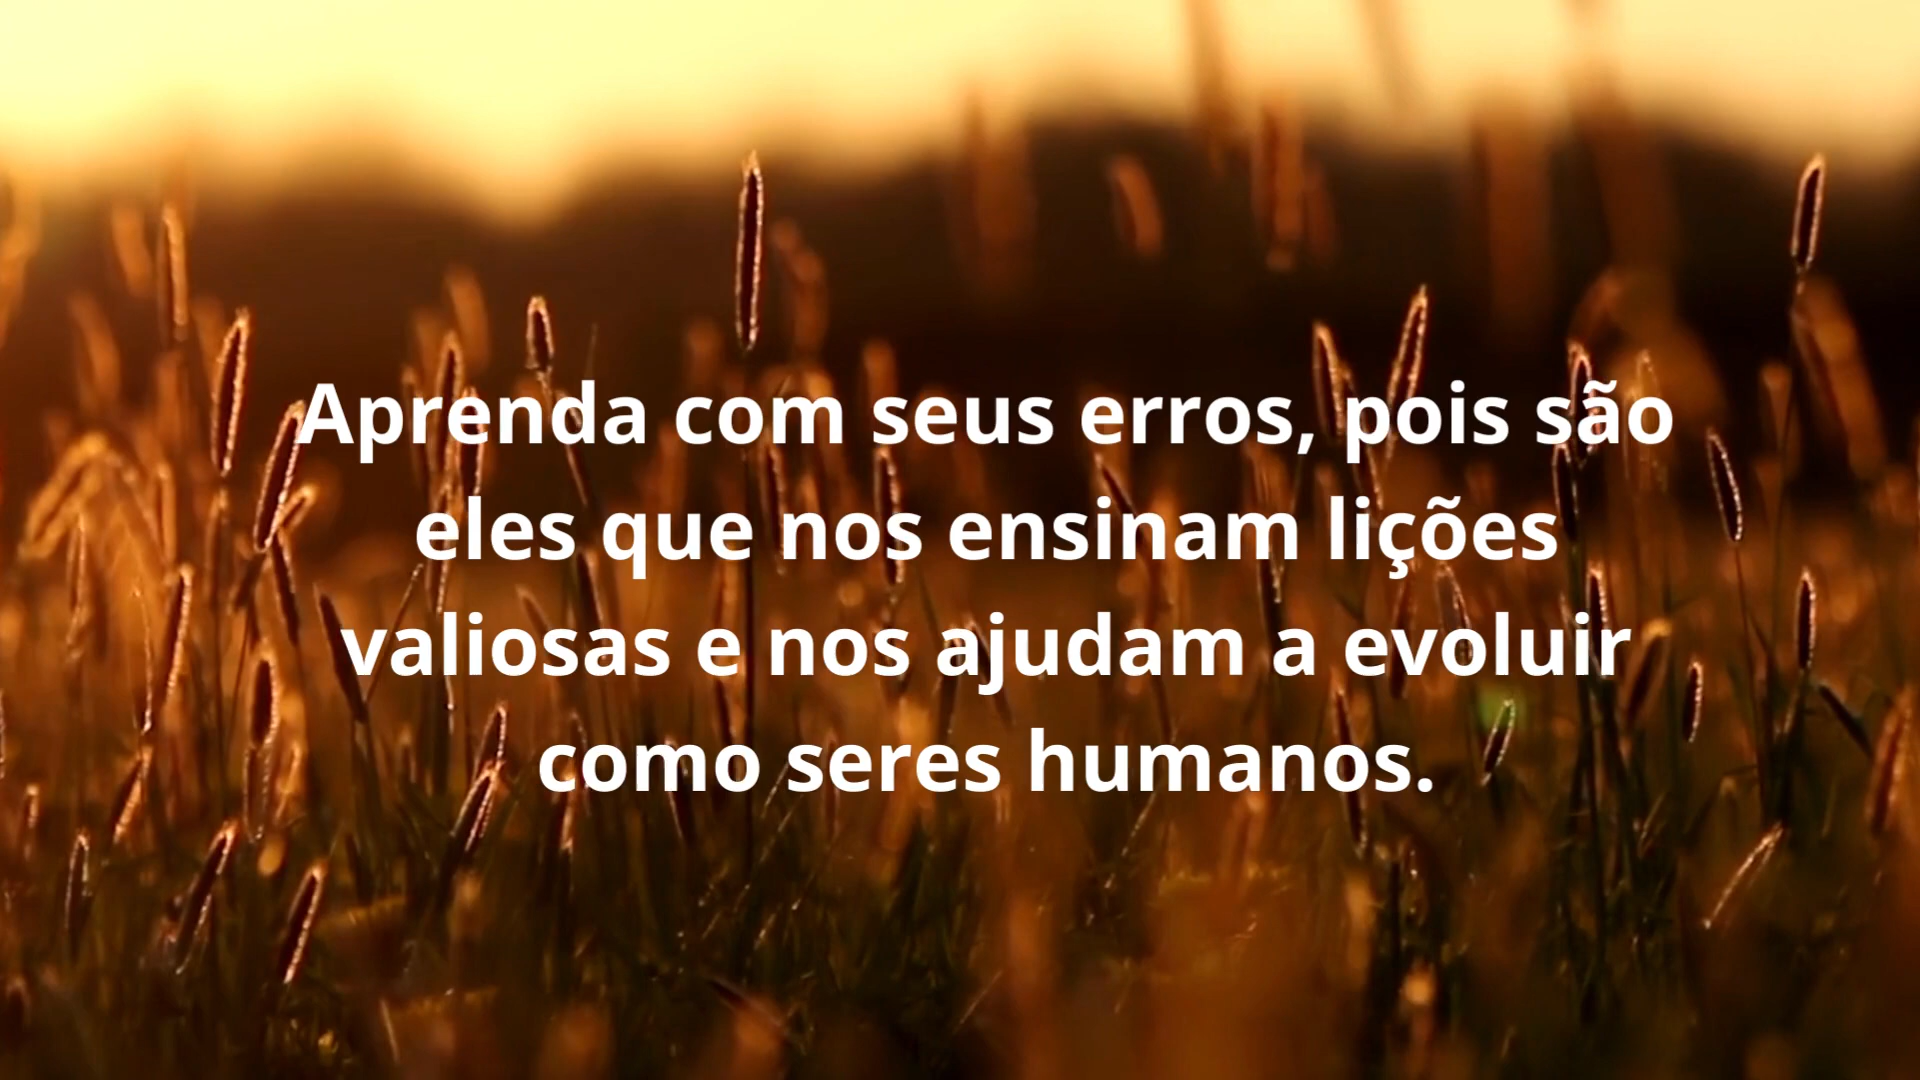 Aprenda com seus erros, pois são
eles que nos ensinam lições
valiosas e nos ajudam a evoluir
como seres humanos.